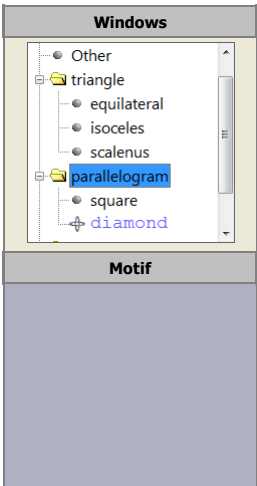 Windows
Other
triangle
equilateral
isoceles
scalenus
parallelogram
square
diamond
Motif